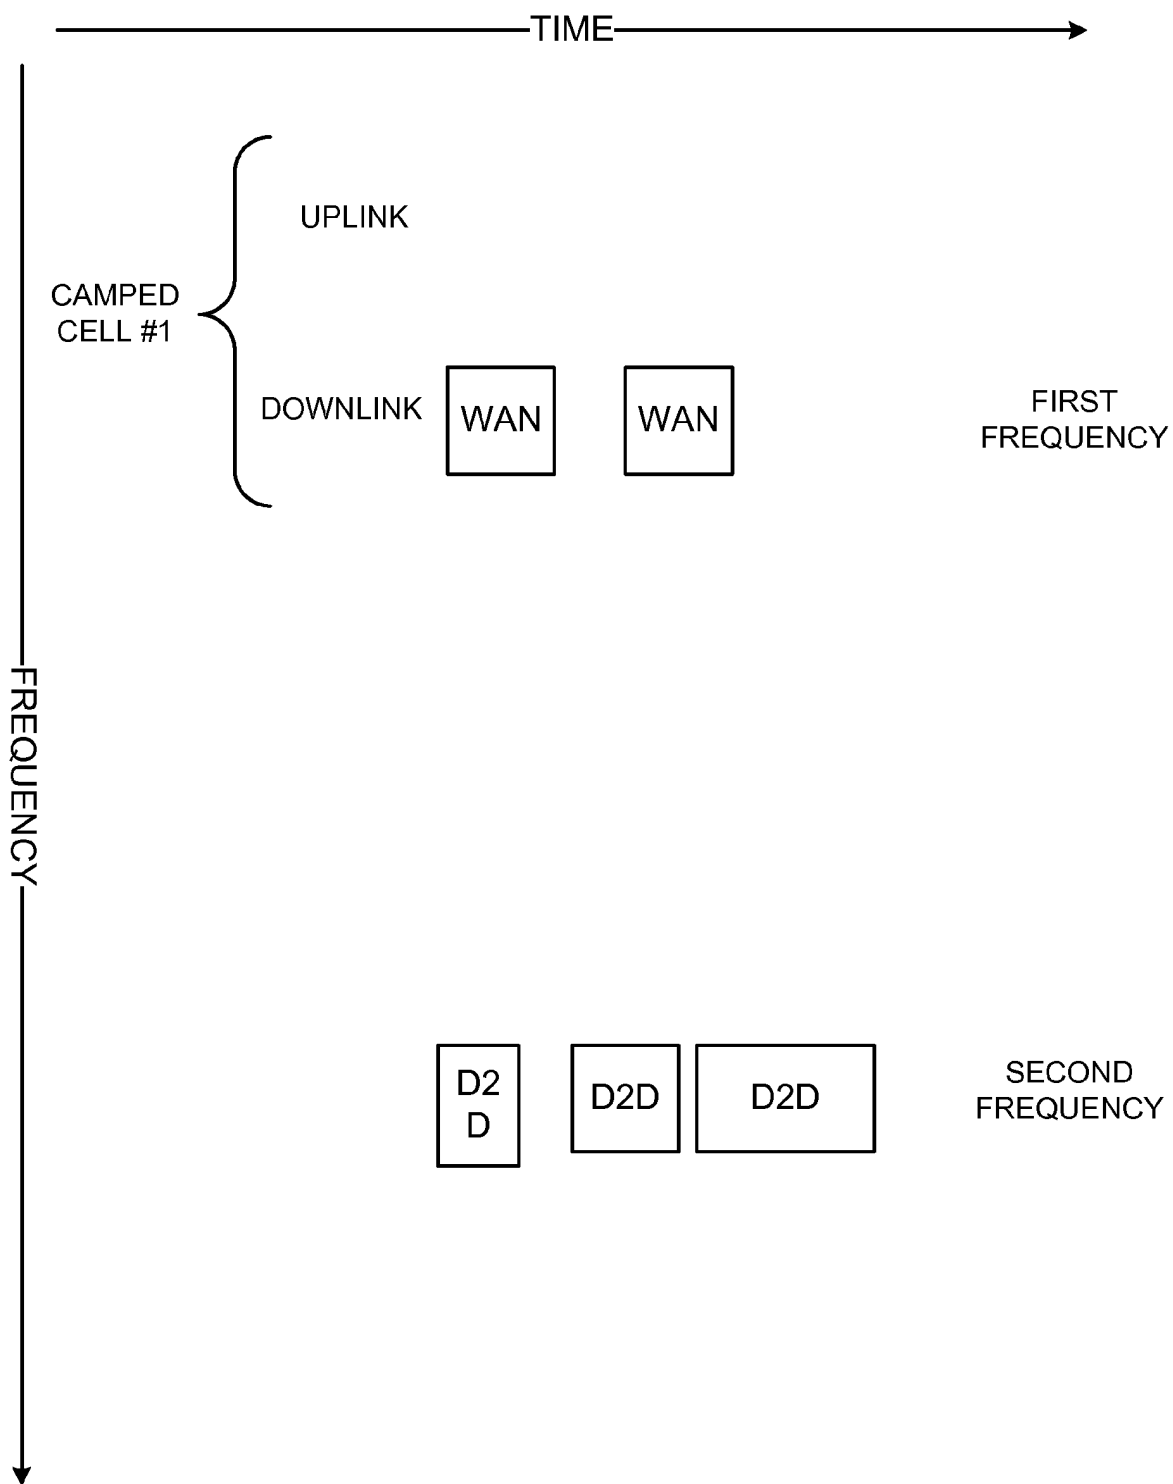 TIME
UPLINK
CAMPED
CELL #1
DOWNLINK
WAN
WAN
FIRST
FREQUENCY
FREQUENCY
D2
D
D2D
D2D
SECOND
FREQUENCY